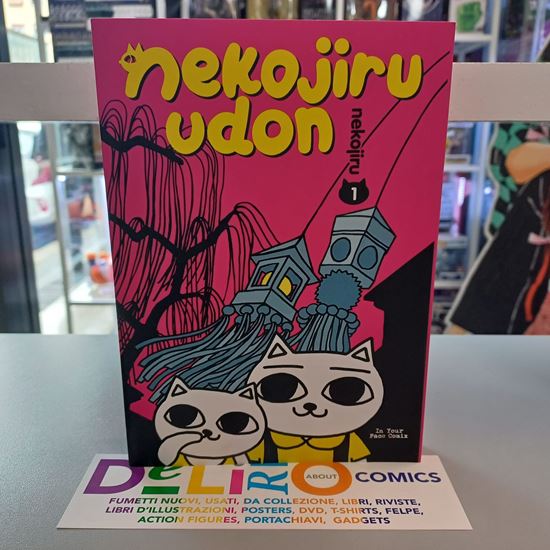 nekojiru
udon
nekojiru
1
In Your
Face Comix
DeLiRiO
ABOUT
COMICS
FUMETTI NUOVI, USATI, DA COLLEZIONE, LIBRI, RIVISTE,
LIBRI D'ILLUSTRAZIONI, POSTERS, DVD, T-SHIRTS, FELPE,
ACTION FIGURES, PORTACHIAVI, GADGETS